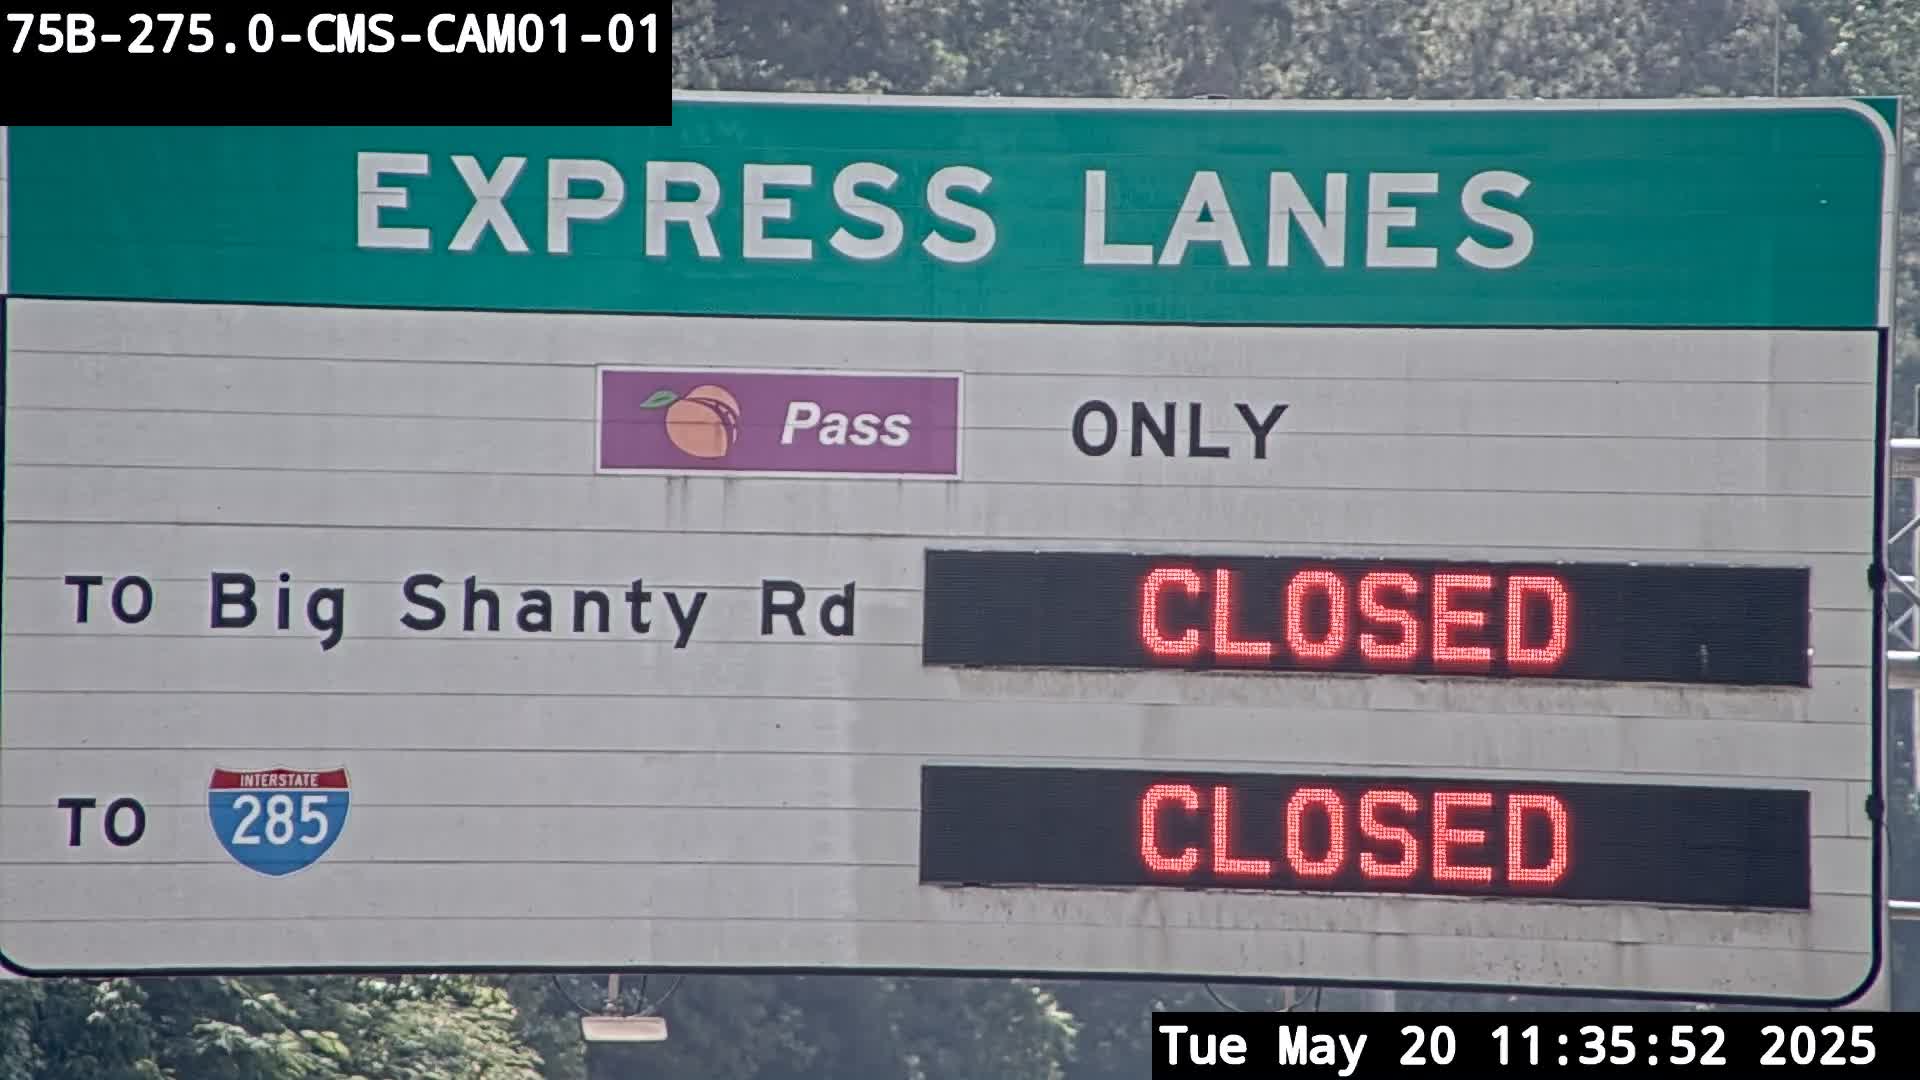 75B-275.0-CMS-CAM01-01
EXPRESS LANES
Pass ONLY
TO Big Shanty Rd CLOSED
TO INTERSTATE 285 CLOSED
Tue May 20 11:35:52 2025